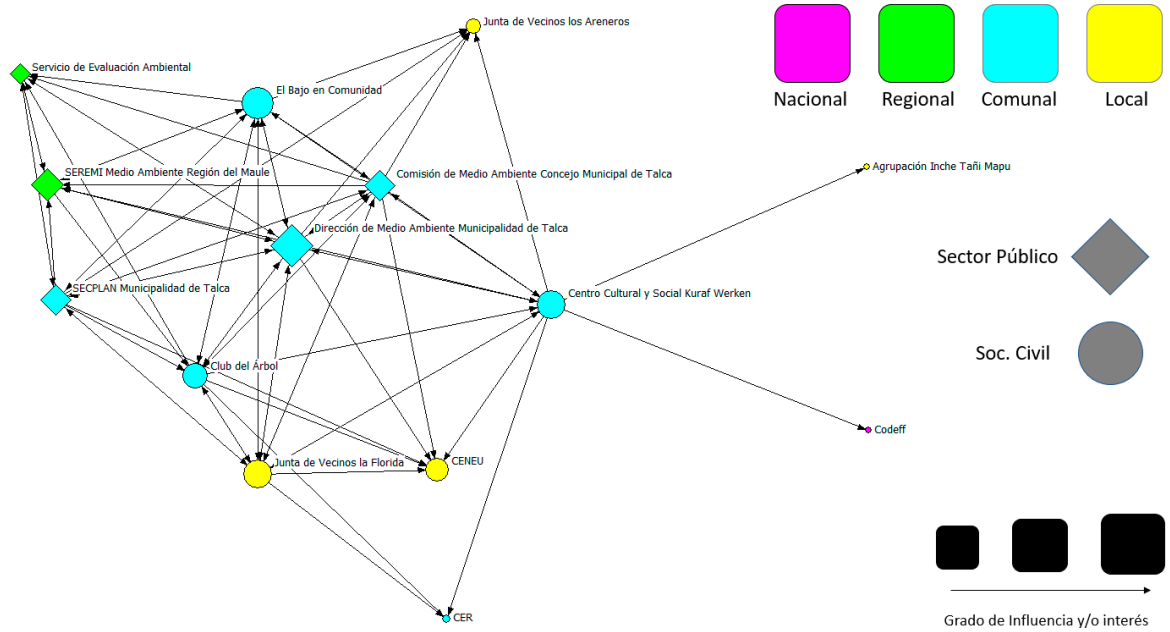 Junta de Vecinos los Areneros
Servicio de Evaluación Ambiental
El Bajo en Comunidad
Nacional
Regional
Comunal
Local
SEREMI Medio Ambiente Región del Maule
Comisión de Medio Ambiente Concejo Municipal de Talca
Agrupación Inche Tañi Mapu
Dirección de Medio Ambiente Municipalidad de Talca
Sector Público
SECPLAN Municipalidad de Talca
Centro Cultural y Social Kuraf Werken
Soc. Civil
Club del Árbol
Codeff
Junta de Vecinos la Florida
CENEU
CER
Grado de Influencia y/o interés